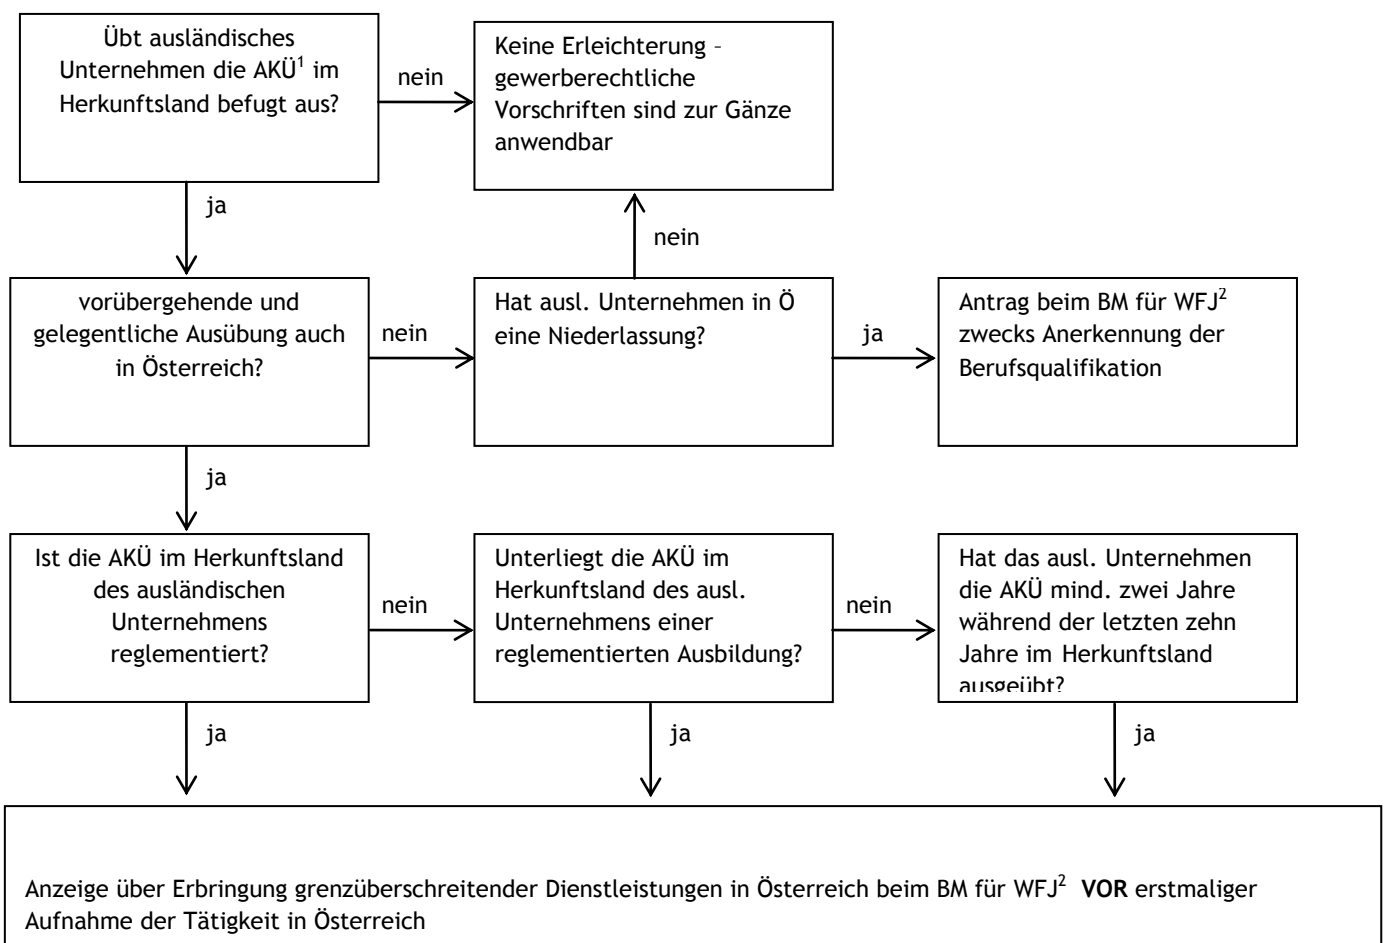 Übt ausländisches
Unternehmen die AKÜ¹ im
Herkunftsland befugt aus?
nein
Keine Erleichterung –
gewerberechtliche
Vorschriften sind zur Gänze
anwendbar
ja
nein
vorübergehende und
gelegentliche Ausübung auch
in Österreich?
nein
Hat ausl. Unternehmen in Ö
eine Niederlassung?
ja
Antrag beim BM für WFJ²
zwecks Anerkennung der
Berufsqualifikation
ja
Ist die AKÜ im Herkunftsland
des ausländischen
Unternehmens
reglementiert?
nein
Unterliegt die AKÜ im
Herkunftsland des ausl.
Unternehmens einer
reglementierten Ausbildung?
nein
Hat das ausl. Unternehmen
die AKÜ mind. zwei Jahre
während der letzten zehn
Jahre im Herkunftsland
ausgeübt?
ja
ja
ja
Anzeige über Erbringung grenzüberschreitender Dienstleistungen in Österreich beim BM für WFJ² VOR erstmaliger
Aufnahme der Tätigkeit in Österreich